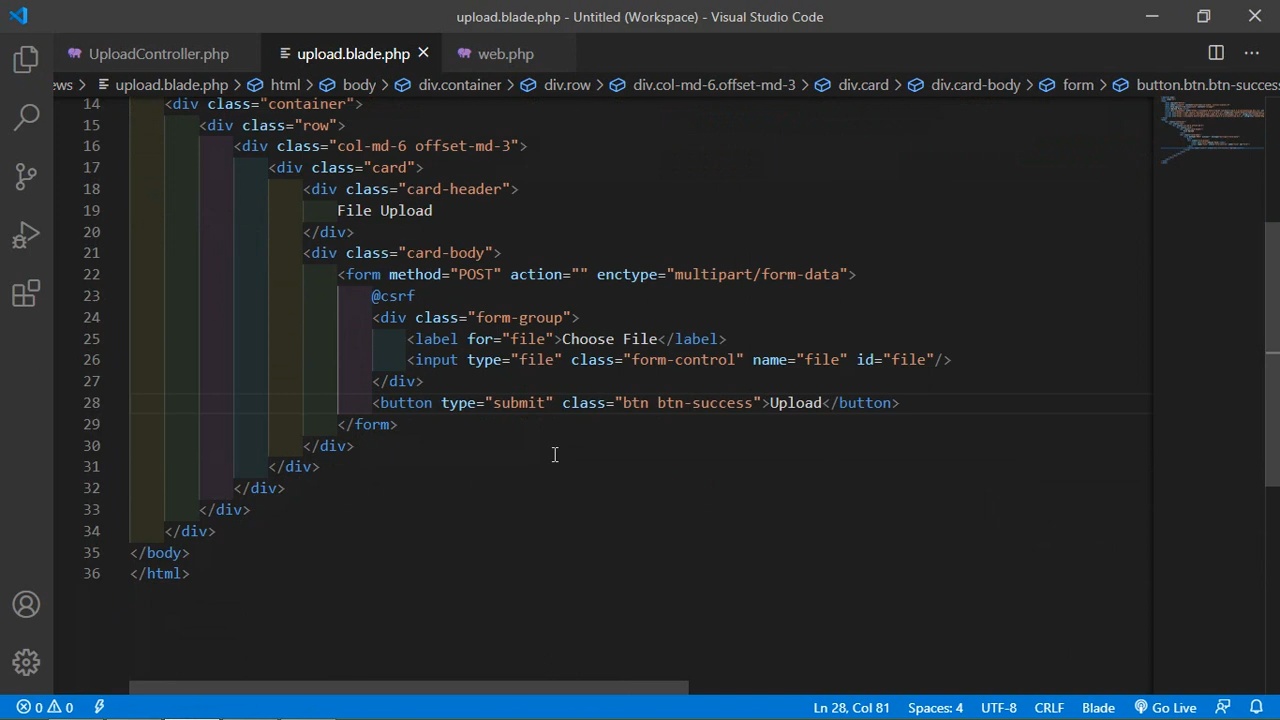 upload.blade.php - Untitled (Workspace) - Visual Studio Code
UploadController.php upload.blade.php web.php
ews > upload.blade.php > html > body > div.container > div.row > div.col-md-6.offset-md-3 > div.card > div.card-body > form > button.btn.btn-success
14 <div class="container">
15 <div class="row">
16 <div class="col-md-6 offset-md-3">
17 <div class="card">
18 <div class="card-header">
19 File Upload
20 </div>
21 <div class="card-body">
22 <form method="POST" action="" enctype="multipart/form-data">
23 @csrf
24 <div class="form-group">
25 <label for="file">Choose File</label>
26 <input type="file" class="form-control" name="file" id="file"/>
27 </div>
28 <button type="submit" class="btn btn-success">Upload</button>
29 </form>
30 </div>
31 </div>
32 </div>
33 </div>
34 </div>
35 </body>
36 </html>
0 0 Ln 28, Col 81 Spaces: 4 UTF-8 CRLF Blade Go Live